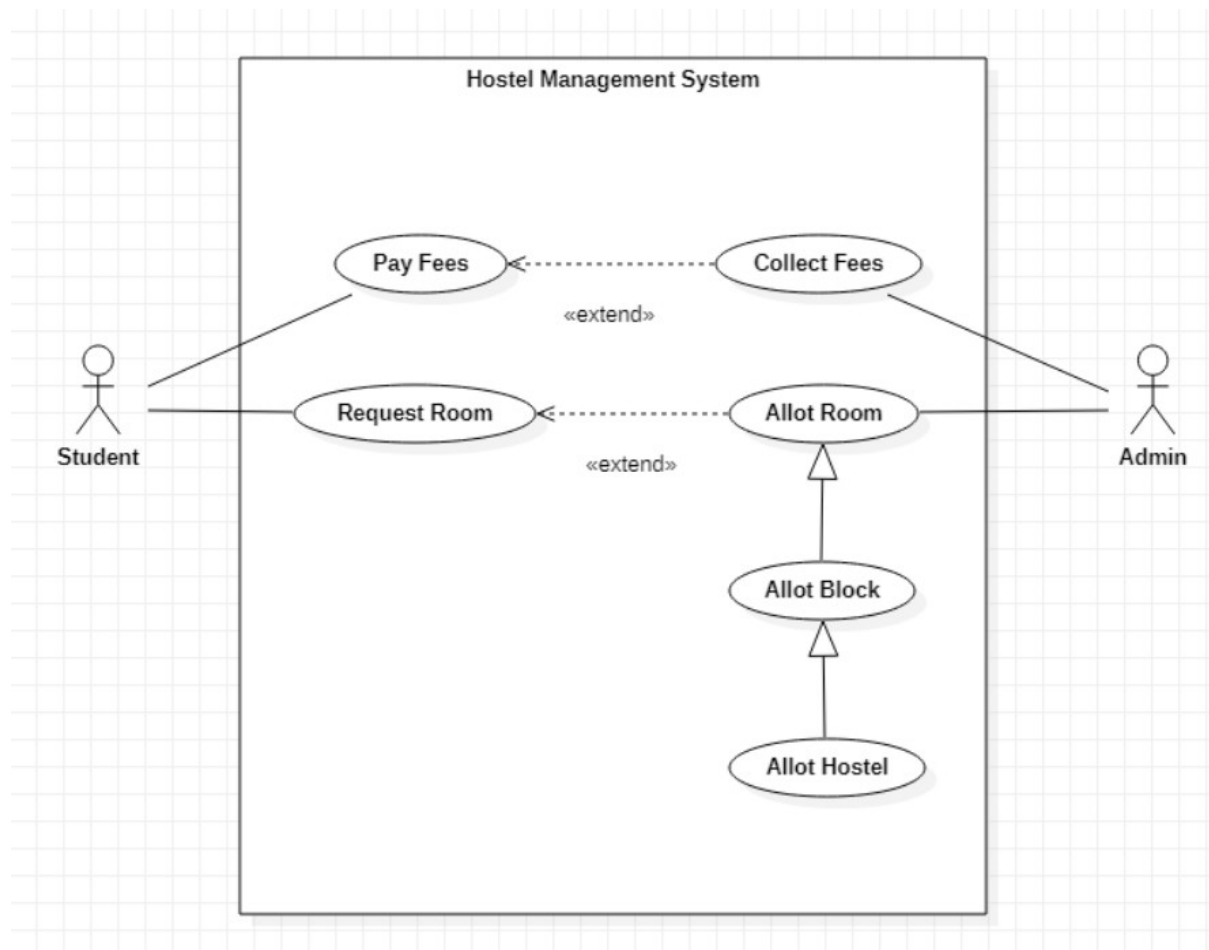 Hostel Management System
Pay Fees
Collect Fees
«extend»
Request Room
Allot Room
Student
Admin
«extend»
Allot Block
Allot Hostel